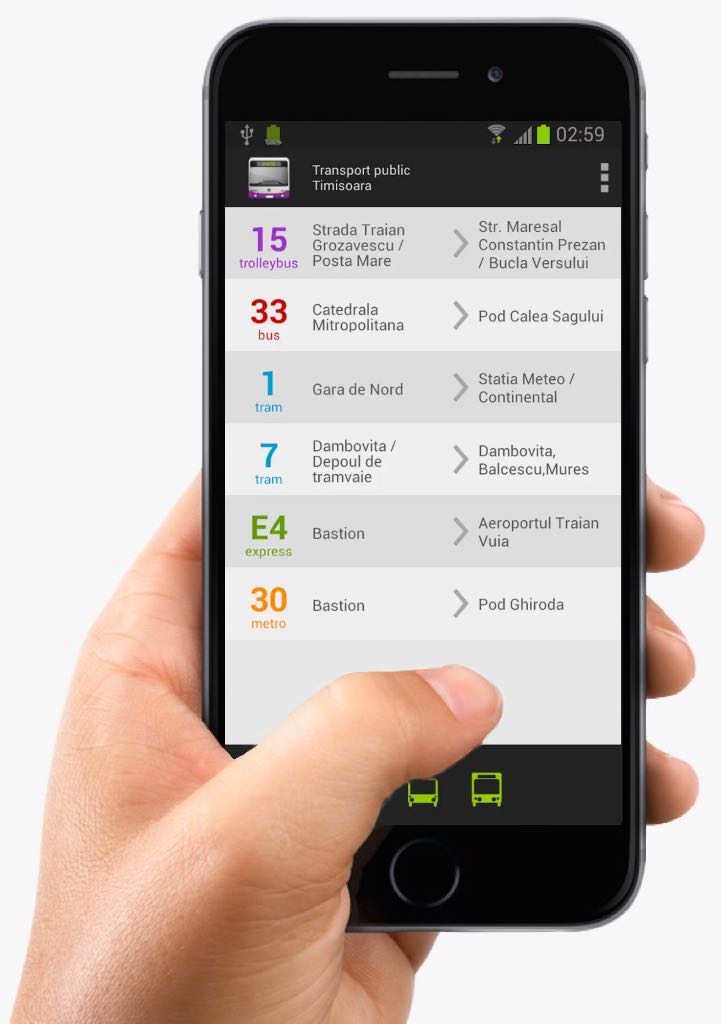 100%
02:59
Transport public
Timisoara
15
trolleybus
Strada Traian
Grozavescu /
Posta Mare
Str. Maresal
Constantin Prezan
/ Bucla Versului
33
bus
Catedrala
Mitropolitana
Pod Calea Sagului
1
tram
Gara de Nord
Statia Meteo /
Continental
7
tram
Dambovita /
Depoul de
tramvaie
Dambovita,
Balcescu,Mures
E4
express
Bastion
Aeroportul Traian
Vuia
30
metro
Bastion
Pod Ghiroda